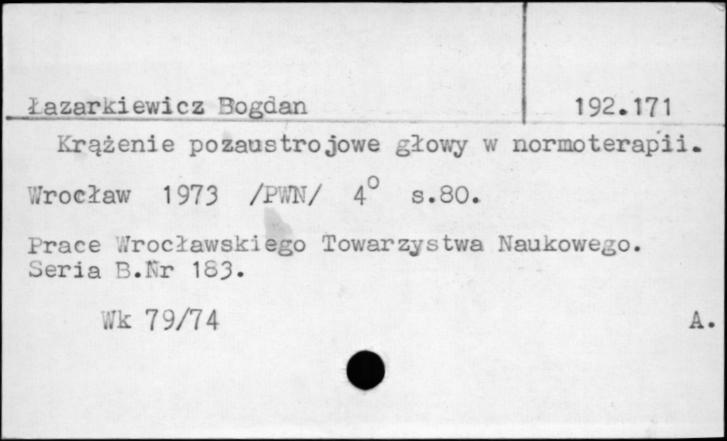 Łazarkiewicz Bogdan 192.171
Krążenie pozaustrojowe głowy w normoterapii.
Wrocław 1973 /PWN/ 4° s.80.
Prace Wrocławskiego Towarzystwa Naukowego.
Seria B.Nr 183.
Wk 79/74 A.